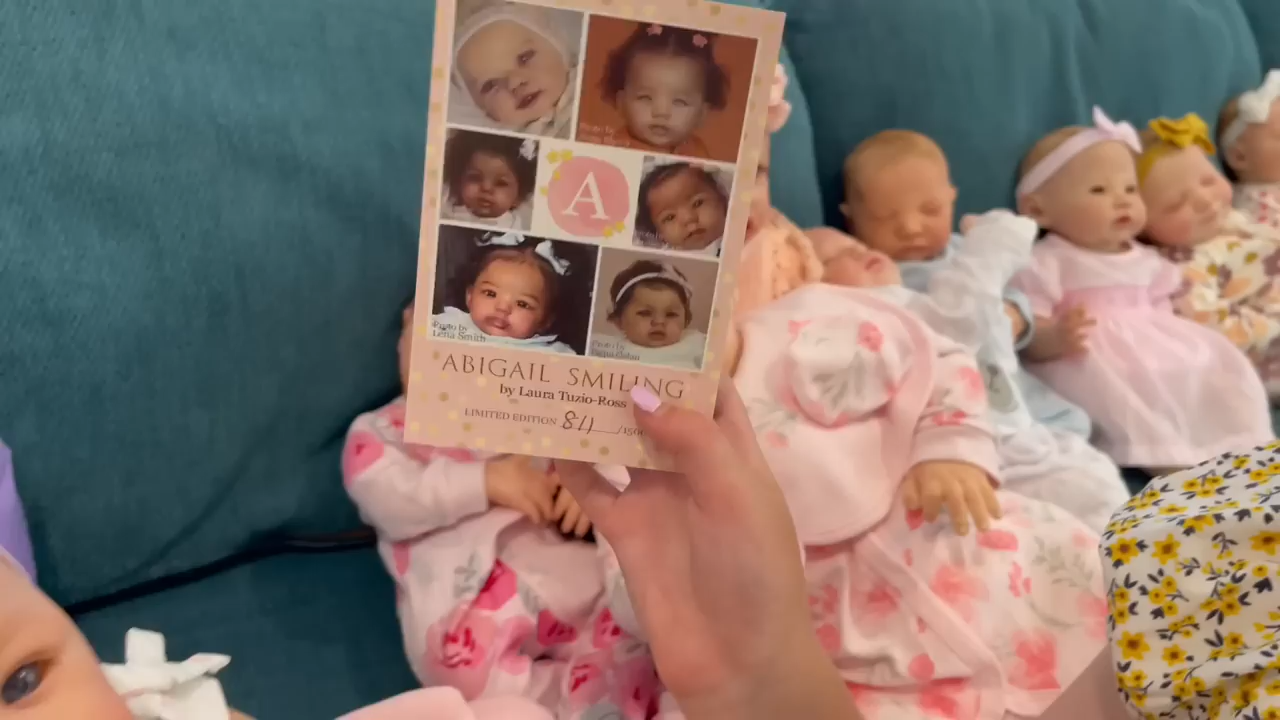 A
Photo by
Lena Smith
Photo by
ABIGAIL SMILING
by Laura Tuzio-Ross
LIMITED EDITION 811/1500